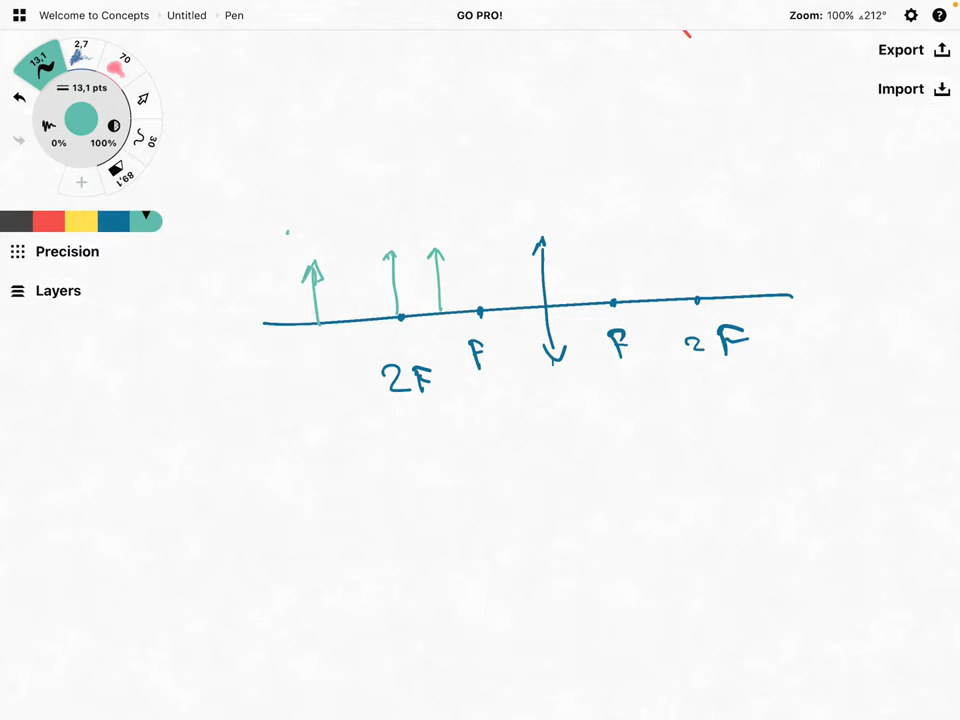 Welcome to Concepts
Untitled
Pen
GO PRO!
Zoom: 100% ⊿212°
Export
Import
13,1
2,7
70
13,1 pts
0%
100%
30
89,1
Precision
Layers
2F
F
F
2F